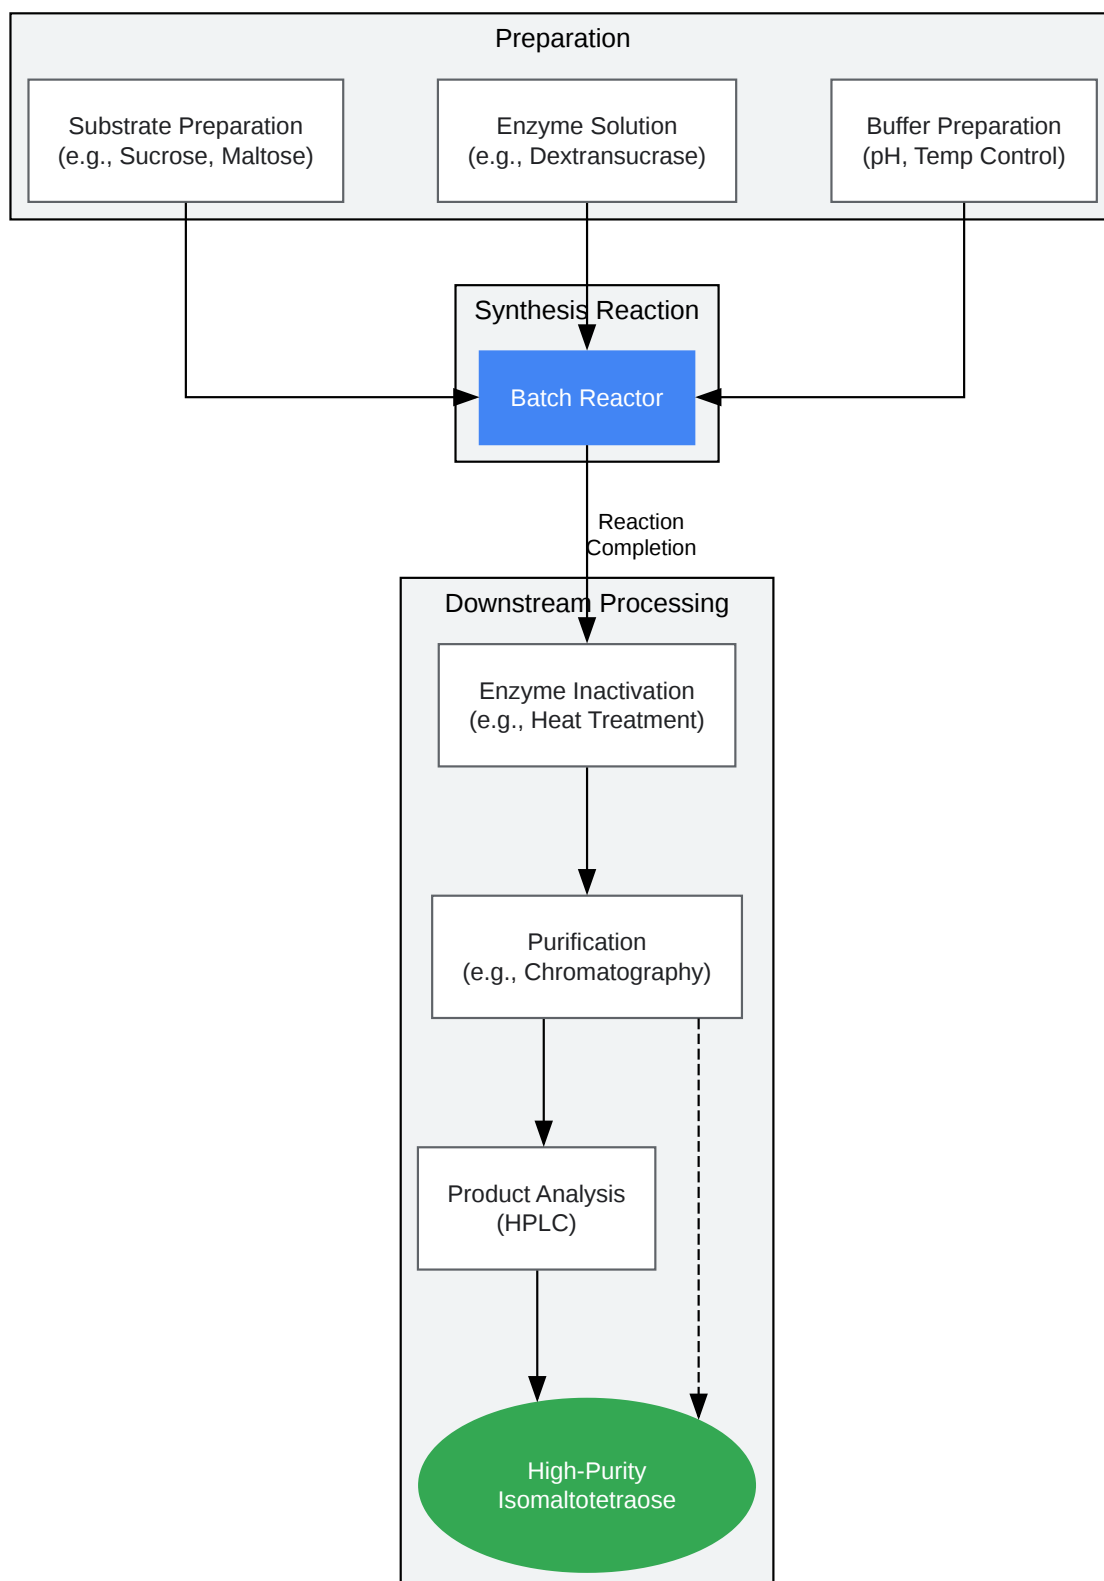 Preparation
Substrate Preparation
(e.g., Sucrose, Maltose)
Enzyme Solution
(e.g., Dextransucrase)
Buffer Preparation
(pH, Temp Control)
Synthesis Reaction
Batch Reactor
Reaction
Completion
Downstream Processing
Enzyme Inactivation
(e.g., Heat Treatment)
Purification
(e.g., Chromatography)
Product Analysis
(HPLC)
High-Purity
Isomaltotetraose